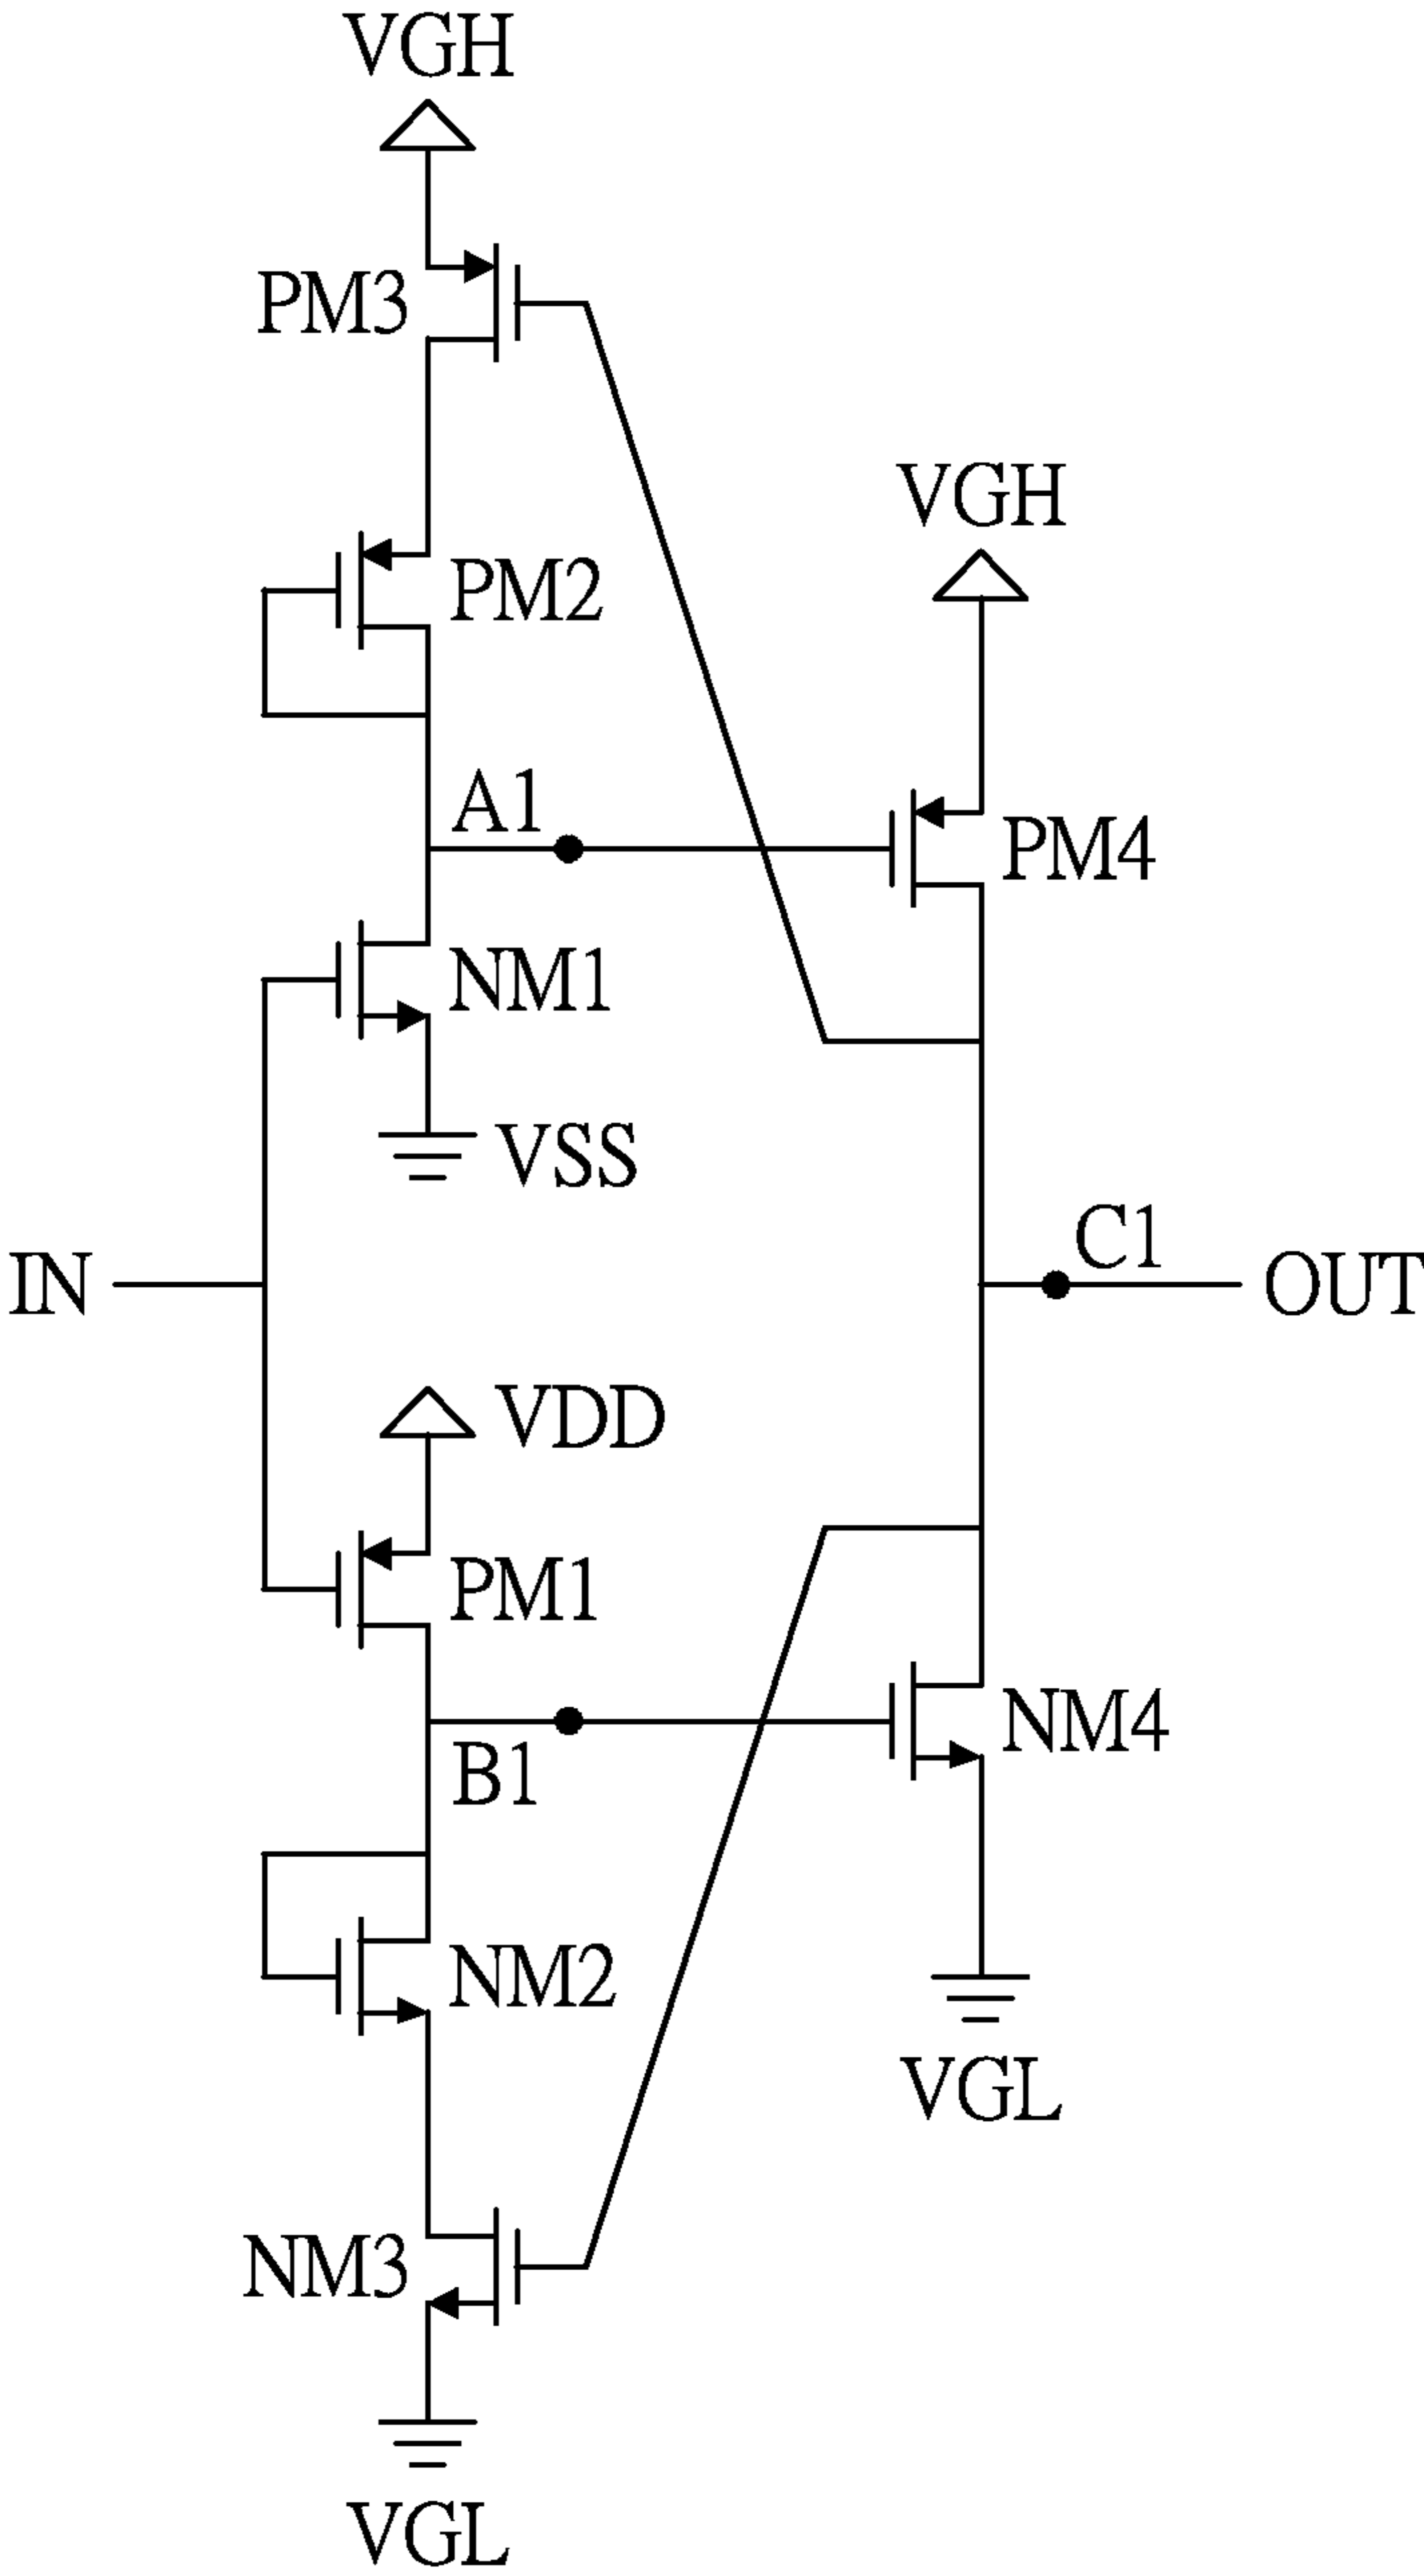 VGH
PM3
VGH
PM2
A1
PM4
NM1
VSS
C1
IN
OUT
VDD
PM1
NM4
B1
NM2
VGL
NM3
VGL